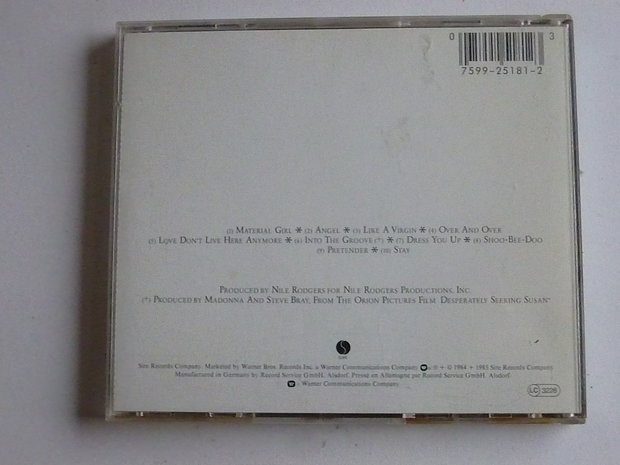 0 3
7599-25181-2
(1) MATERIAL GIRL * (2) ANGEL * (3) LIKE A VIRGIN * (4) OVER AND OVER
(5) LOVE DON'T LIVE HERE ANYMORE * (6) INTO THE GROOVE (*) * (7) DRESS YOU UP * (8) SHOO-BEE-DOO
(9) PRETENDER * (10) STAY
PRODUCED BY NILE RODGERS FOR NILE RODGERS PRODUCTIONS, INC.
(*) PRODUCED BY MADONNA AND STEVE BRAY, FROM THE ORION PICTURES FILM "DESPERATELY SEEKING SUSAN"
SIRE
Sire Records Company. Marketed by Warner Bros. Records Inc., a Warner Communications Company ℗ + © 1984 + 1985 Sire Records Company
Manufactured in Germany by Record Service GmbH, Alsdorf. Pressé en Allemagne par Record Service GmbH, Alsdorf.
Warner Communications Company
LC 3228